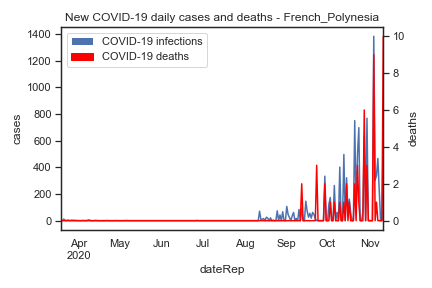 New COVID-19 daily cases and deaths - French_Polynesia
COVID-19 infections
COVID-19 deaths
1400
1200
1000
800
600
400
200
0
cases
10
8
6
4
2
0
deaths
Apr May Jun Jul Aug Sep Oct Nov
2020
dateRep